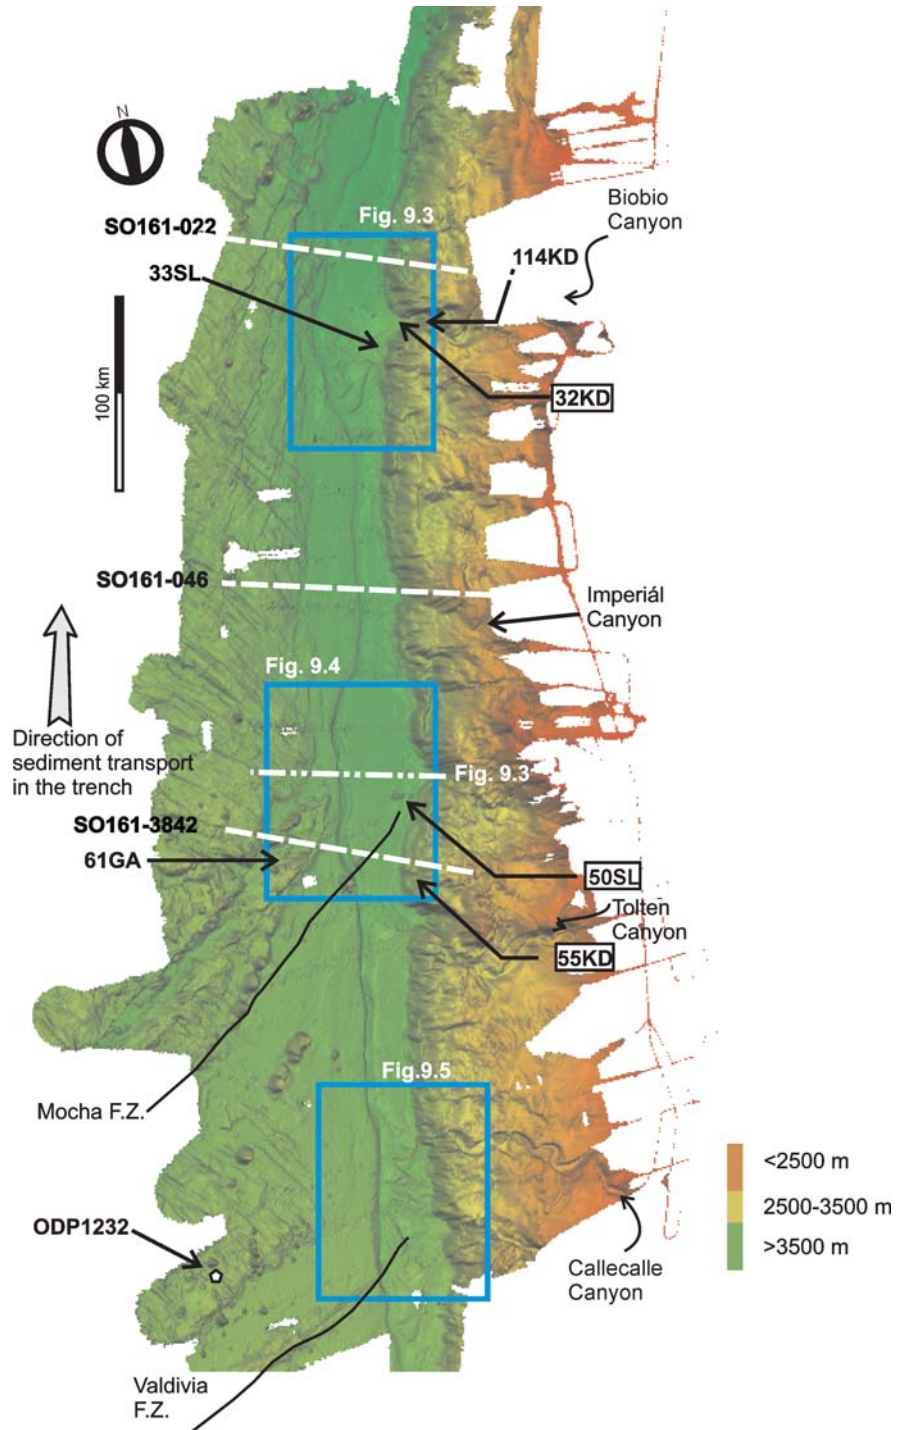 N
Biobio
Canyon
Fig. 9.3
SO161-022
114KD
33SL
100 km
32KD
SO161-046
Imperiál
Canyon
Fig. 9.4
Direction of
sediment transport
in the trench
Fig. 9.3
SO161-3842
61GA
50SL
Tolten
Canyon
55KD
Fig.9.5
Mocha F.Z.
<2500 m
2500-3500 m
>3500 m
ODP1232
Callecalle
Canyon
Valdivia
F.Z.